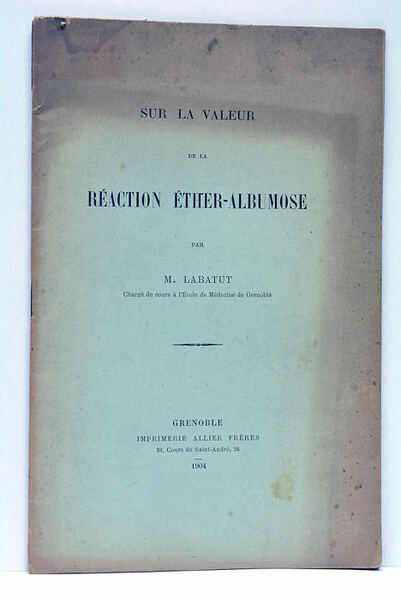 SUR LA VALEUR
DE LA
RÉACTION ÉTHER-ALBUMOSE
PAR
M. LABATUT
Chargé de cours à l'École de Médecine de Grenoble
GRENOBLE
IMPRIMERIE ALLIER FRÈRES
26, Cours de Saint-André, 26
1904